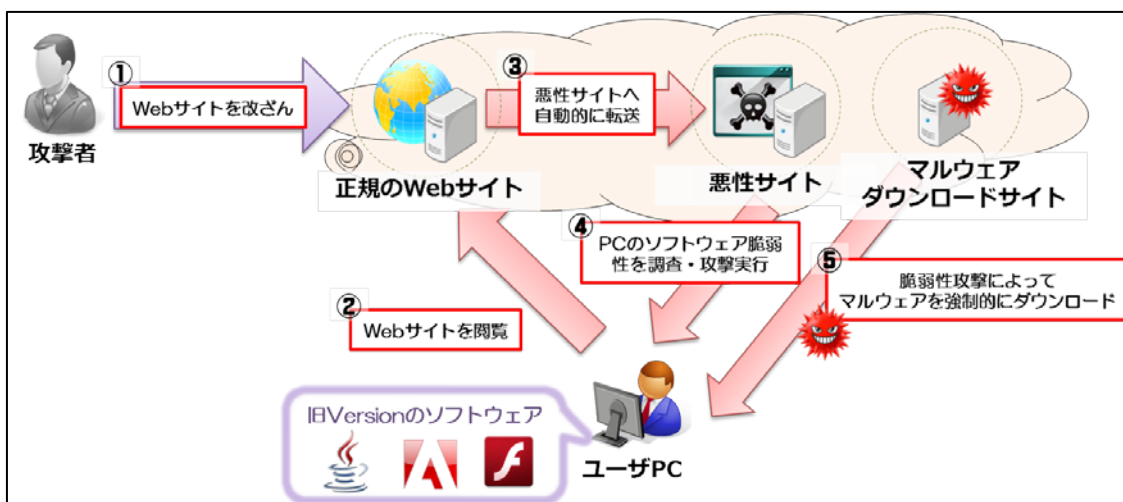 ①
Webサイトを改ざん
攻撃者
正規のWebサイト
③
悪性サイトへ
自動的に転送
悪性サイト
マルウェア
ダウンロードサイト
④
PCのソフトウェア脆弱
性を調査・攻撃実行
⑤
脆弱性攻撃によって
マルウェアを強制的にダウンロード
②
Webサイトを閲覧
旧Versionのソフトウェア
ユーザPC